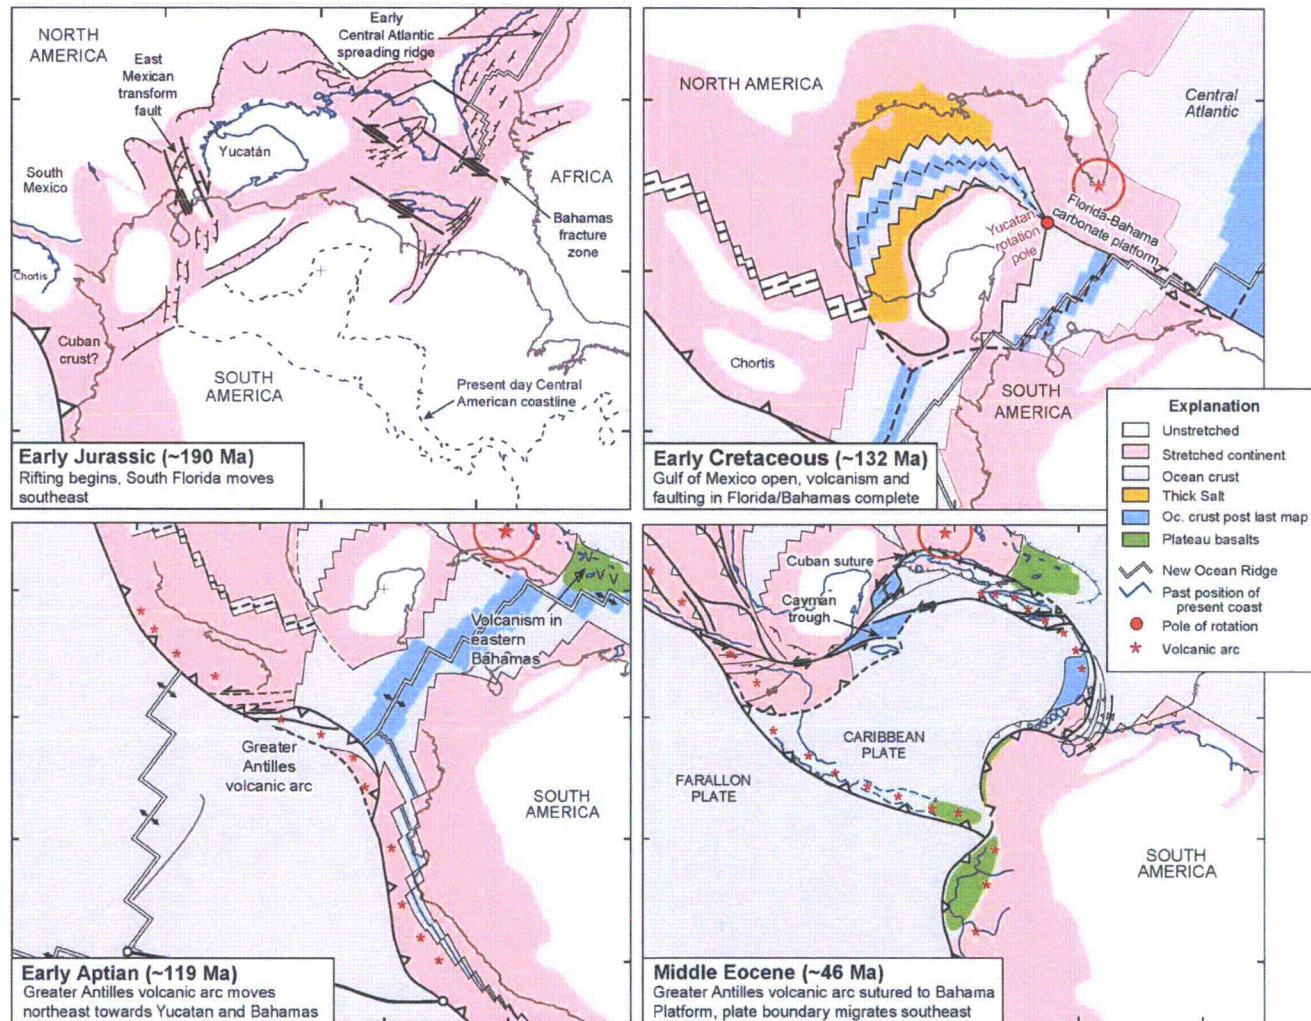 NORTH
AMERICA
East
Mexican
transform
fault
Early
Central Atlantic
spreading ridge
Yucatán
South
Mexico
AFRICA
Bahamas
fracture
zone
Chortis
Cuban
crust?
SOUTH
AMERICA
Present day Central
American coastline
Early Jurassic (~190 Ma)
Rifting begins, South Florida moves
southeast
NORTH AMERICA
Central
Atlantic
Florida-Bahama
carbonate platform
Yucatan
rotation
pole
Chortis
SOUTH
AMERICA
Early Cretaceous (~132 Ma)
Gulf of Mexico open, volcanism and
faulting in Florida/Bahamas complete
Explanation
Unstretched
Stretched continent
Ocean crust
Thick Salt
Oc. crust post last map
Plateau basalts
New Ocean Ridge
Past position of
present coast
Pole of rotation
Volcanic arc
V
V V
Volcanism in
eastern
Bahamas
Greater
Antilles
volcanic arc
SOUTH
AMERICA
Early Aptian (~119 Ma)
Greater Antilles volcanic arc moves
northeast towards Yucatan and Bahamas
Cuban suture
Cayman
trough
CARIBBEAN
PLATE
FARALLON
PLATE
SOUTH
AMERICA
Middle Eocene (~46 Ma)
Greater Antilles volcanic arc sutured to Bahama
Platform, plate boundary migrates southeast